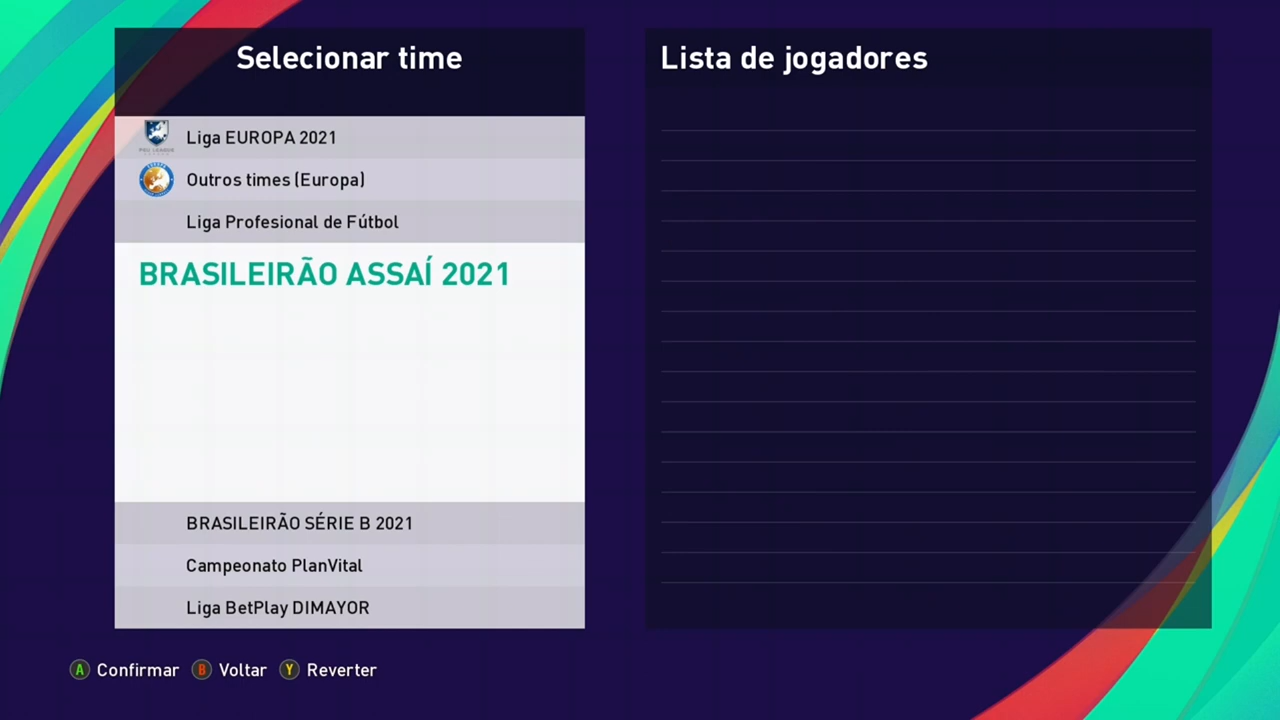 Selecionar time
Liga EUROPA 2021
Outros times (Europa)
Liga Profesional de Fútbol
BRASILEIRÃO ASSAÍ 2021
BRASILEIRÃO SÉRIE B 2021
Campeonato PlanVital
Liga BetPlay DIMAYOR
Lista de jogadores
A Confirmar B Voltar Y Reverter